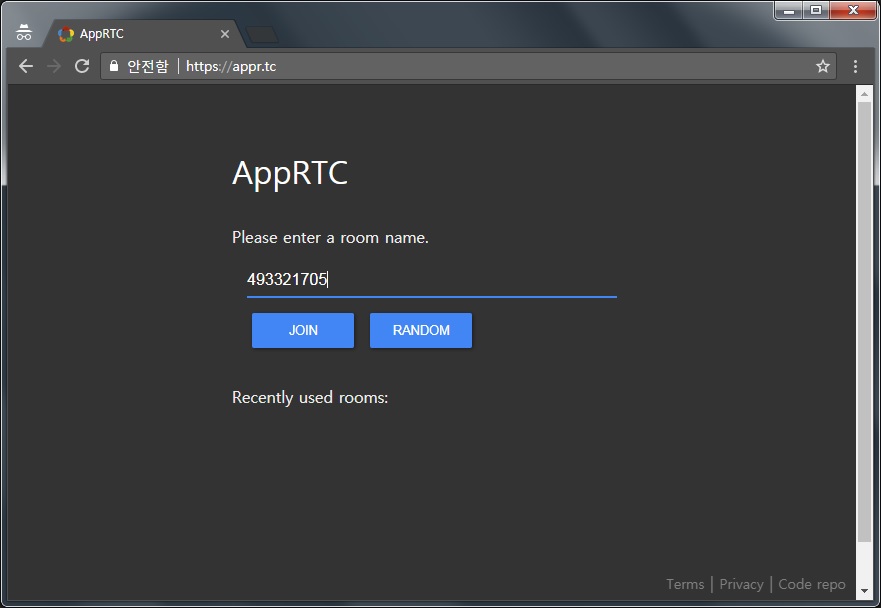 AppRTC
안전함 | https://appr.tc
AppRTC
Please enter a room name.
493321705
JOIN RANDOM
Recently used rooms:
Terms | Privacy | Code repo